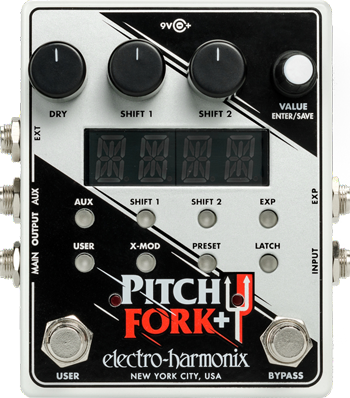 9V
DRY SHIFT 1 SHIFT 2
VALUE
ENTER/SAVE
EXT
AUX SHIFT 1 SHIFT 2 EXP
MAIN OUTPUT AUX
EXP
USER X-MOD PRESET LATCH
INPUT
PITCH
FORK+
electro-harmonix
USER NEW YORK CITY, USA BYPASS